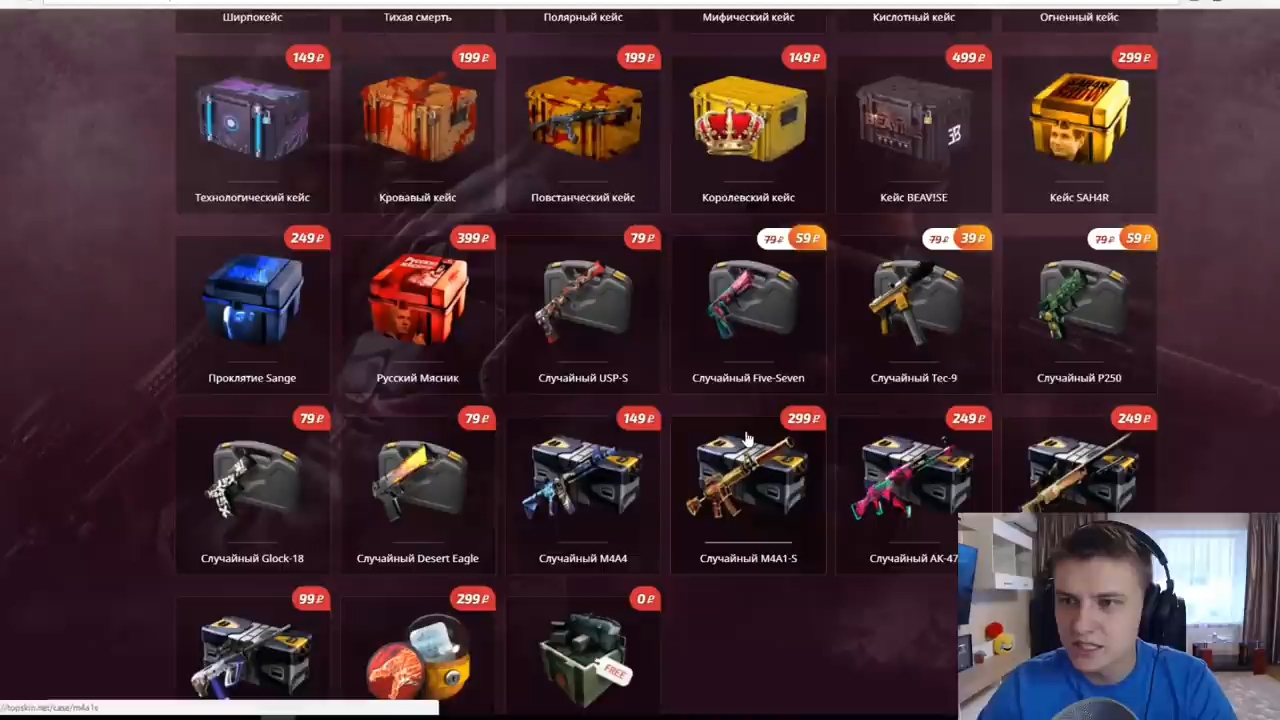 Ширпокейс
Тихая смерть
Полярный кейс
Мифический кейс
Кислотный кейс
Огненный кейс
149 ₽
199 ₽
199 ₽
149 ₽
499 ₽
299 ₽
Технологический кейс
Кровавый кейс
Повстанческий кейс
Королевский кейс
Кейс BEAV!SE
Кейс SAH4R
249 ₽
399 ₽
79 ₽
79 ₽ 59 ₽
79 ₽ 39 ₽
79 ₽ 59 ₽
Проклятие Sange
Русский Мясник
Случайный USP-S
Случайный Five-Seven
Случайный Tec-9
Случайный P250
79 ₽
79 ₽
149 ₽
299 ₽
249 ₽
249 ₽
Случайный Glock-18
Случайный Desert Eagle
Случайный M4A4
Случайный M4A1-S
Случайный AK-47
99 ₽
299 ₽
0 ₽
FREE
//topskin.net/case/m4a1s